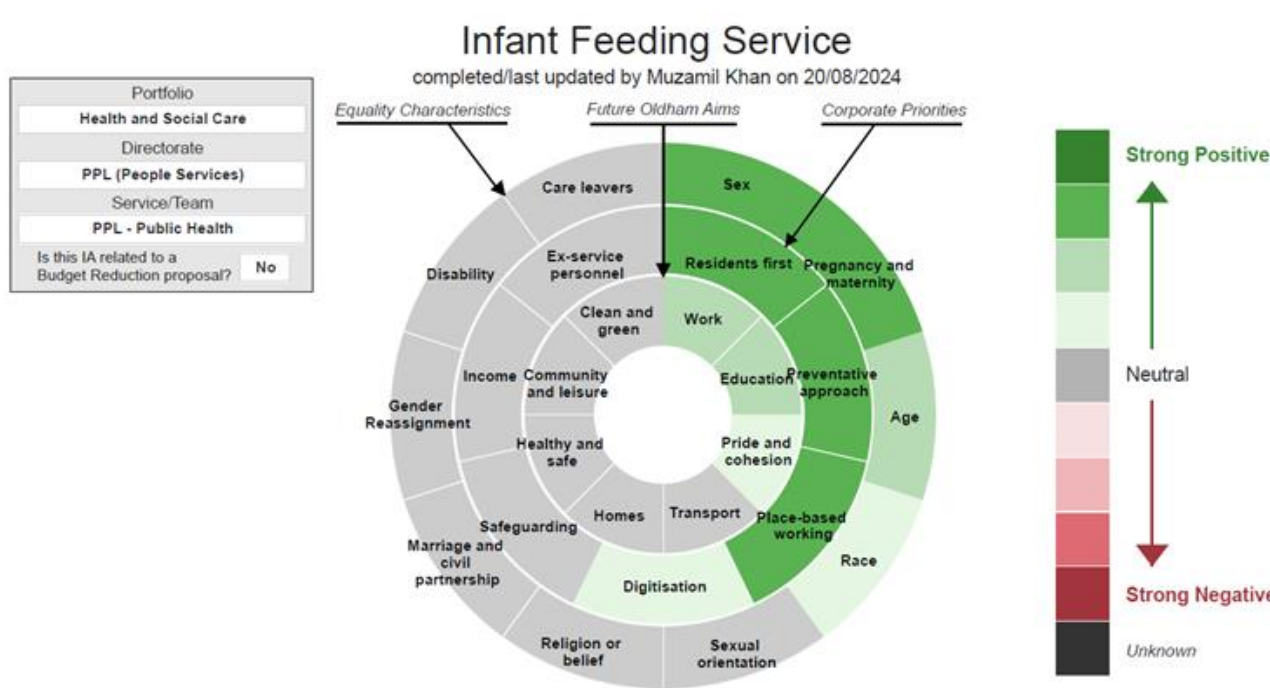 Infant Feeding Service
completed/last updated by Muzamil Khan on 20/08/2024
Portfolio
Health and Social Care
Directorate
PPL (People Services)
Service/Team
PPL - Public Health
Is this IA related to a
Budget Reduction proposal?
No
Equality Characteristics
Future Oldham Aims
Corporate Priorities
Care leavers
Sex
Disability
Ex-service
personnel
Residents first
Pregnancy and
maternity
Clean and
green
Work
Income
Community
and leisure
Education
Preventative
approach
Gender
Reassignment
Age
Healthy and
safe
Pride and
cohesion
Safeguarding
Homes
Transport
Place-based
working
Marriage and
civil
partnership
Digitisation
Race
Religion or
belief
Sexual
orientation
Strong Positive
Neutral
Strong Negative
Unknown